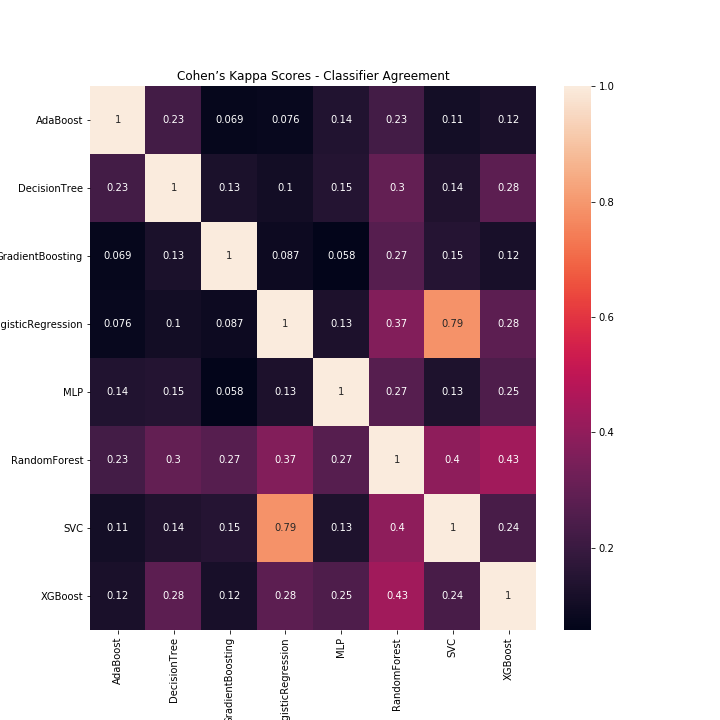 Cohen’s Kappa Scores - Classifier Agreement
AdaBoost 1 0.23 0.069 0.076 0.14 0.23 0.11 0.12
DecisionTree 0.23 1 0.13 0.1 0.15 0.3 0.14 0.28
GradientBoosting 0.069 0.13 1 0.087 0.058 0.27 0.15 0.12
gisticRegression 0.076 0.1 0.087 1 0.13 0.37 0.79 0.28
MLP 0.14 0.15 0.058 0.13 1 0.27 0.13 0.25
RandomForest 0.23 0.3 0.27 0.37 0.27 1 0.4 0.43
SVC 0.11 0.14 0.15 0.79 0.13 0.4 1 0.24
XGBoost 0.12 0.28 0.12 0.28 0.25 0.43 0.24 1
AdaBoost
DecisionTree
GradientBoosting
gisticRegression
MLP
RandomForest
SVC
XGBoost
1.0
0.8
0.6
0.4
0.2